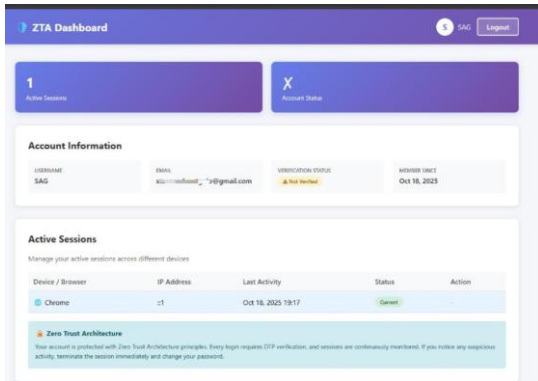 ZTA Dashboard
S SAG Logout
1
Active Sessions
X
Account Status
Account Information
USERNAME EMAIL VERIFICATION STATUS MEMBER SINCE
SAG @gmail.com Not Verified Oct 18, 2025
Active Sessions
Manage your active sessions across different devices
Device / Browser IP Address Last Activity Status Action
Chrome ::1 Oct 18, 2025 19:17 Current -
Zero Trust Architecture
Your account is protected with Zero Trust Architecture principles. Every login requires OTP verification, and sessions are continuously monitored. If you notice any suspicious
activity, terminate the session immediately and change your password.